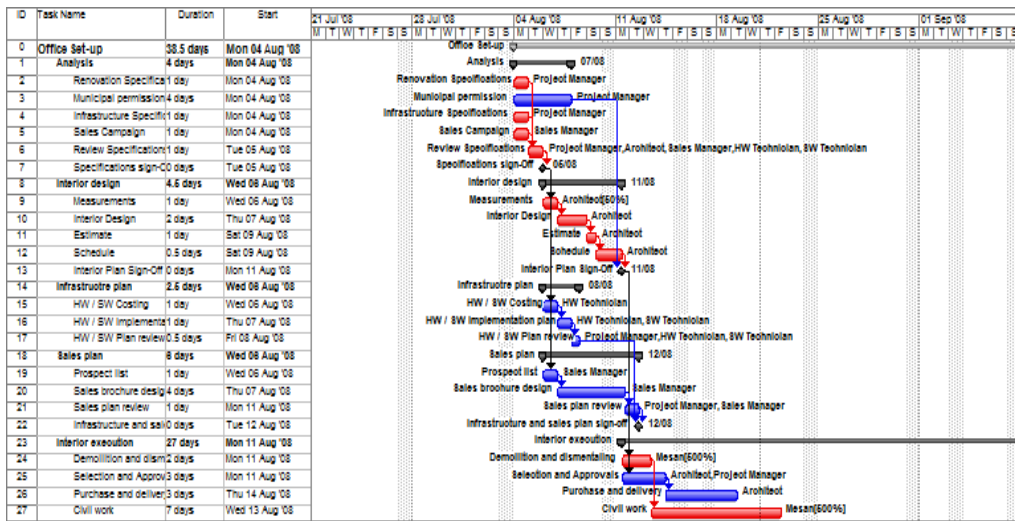 ID Task Name Duration Start 21 Jul '08 28 Jul '08 04 Aug '08 11 Aug '08 18 Aug '08 25 Aug '08 01 Sep '08
M T W T F S S M T W T F S S M T W T F S S M T W T F S S M T W T F S S M T W T F S S M T W T F S
0 Office Set-up 38.5 days Mon 04 Aug '08 Office Set-up
1 Analysis 4 days Mon 04 Aug '08 Analysis 07/08
2 Renovation Specifica 1 day Mon 04 Aug '08 Renovation Specifications Project Manager
3 Municipal permission 4 days Mon 04 Aug '08 Municipal permission Project Manager
4 Infrastructure Specific 1 day Mon 04 Aug '08 Infrastructure Specifications Project Manager
5 Sales Campaign 1 day Mon 04 Aug '08 Sales Campaign Sales Manager
6 Review Specification 1 day Tue 05 Aug '08 Review Specifications Project Manager,Architect,Sales Manager,HW Technician,SW Technician
7 Specifications sign-O 0 days Tue 05 Aug '08 Specifications sign-Off 05/08
8 Interior design 4.5 days Wed 06 Aug '08 Interior design 11/08
9 Measurements 1 day Wed 06 Aug '08 Measurements Architect[50%]
10 Interior Design 2 days Thu 07 Aug '08 Interior Design Architect
11 Estimate 1 day Sat 09 Aug '08 Estimate Architect
12 Schedule 0.5 days Sat 09 Aug '08 Schedule Architect
13 Interior Plan Sign-Off 0 days Mon 11 Aug '08 Interior Plan Sign-Off 11/08
14 Infrastruotre plan 2.5 days Wed 06 Aug '08 Infrastruotre plan 08/08
15 HW / SW Costing 1 day Wed 06 Aug '08 HW / SW Costing HW Technician
16 HW / SW Implementa 1 day Thu 07 Aug '08 HW / SW Implementation plan HW Technician,SW Technician
17 HW / SW Plan review 0.5 days Fri 08 Aug '08 HW / SW Plan review Project Manager,HW Technician,SW Technician
18 Sales plan 6 days Wed 06 Aug '08 Sales plan 12/08
19 Prospect list 1 day Wed 06 Aug '08 Prospect list Sales Manager
20 Sales brochure desig 4 days Thu 07 Aug '08 Sales brochure design Sales Manager
21 Sales plan review 1 day Mon 11 Aug '08 Sales plan review Project Manager,Sales Manager
22 Infrastructure and sal 0 days Tue 12 Aug '08 Infrastructure and sales plan sign-off 12/08
23 Interior execution 27 days Mon 11 Aug '08 Interior execution
24 Demolition and dism 2 days Mon 11 Aug '08 Demolition and dismentaling Mesan[500%]
25 Selection and Approv 3 days Mon 11 Aug '08 Selection and Approvals Architect,Project Manager
26 Purchase and deliver 3 days Thu 14 Aug '08 Purchase and delivery Architect
27 Civil work 7 days Wed 13 Aug '08 Civil work Mesan[500%]